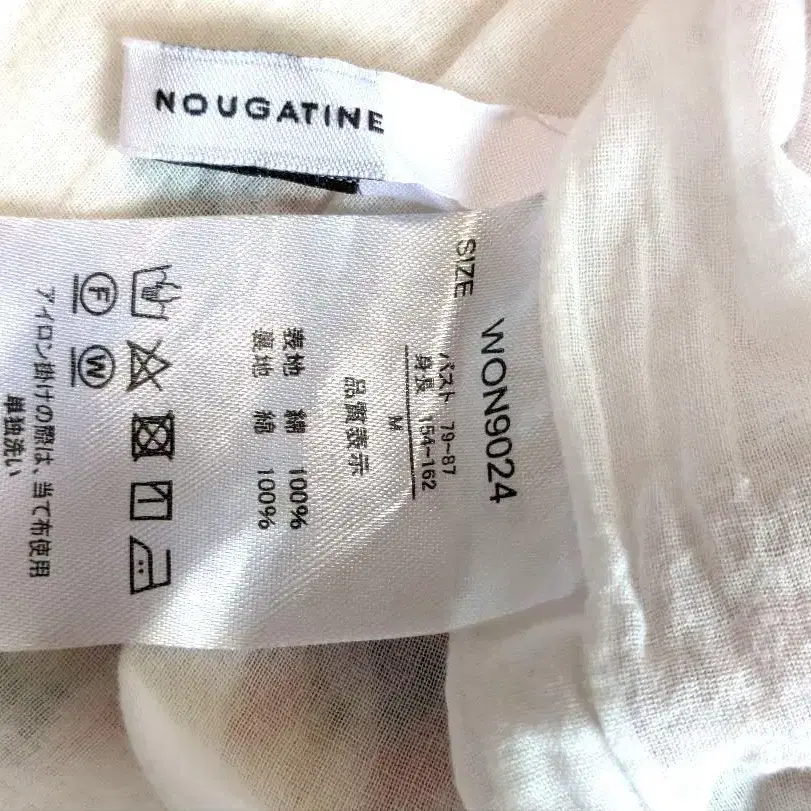 NOUGATINE
WON9024
SIZE
バスト 79~87
身長 154~162
M
品質表示
表地 綿 100%
裏地 綿 100%
F
W
アイロン掛けの際は、当て布使用
単独洗い